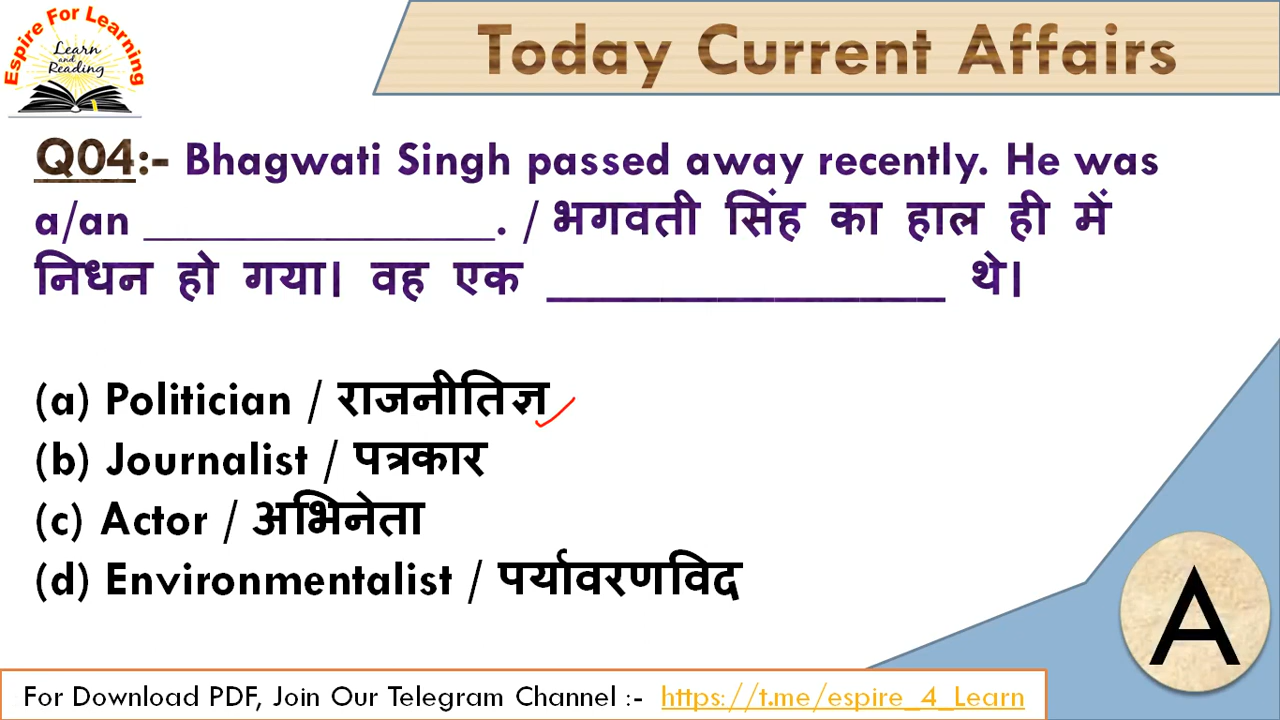 Espire For Learning
Learn
and
Reading
Today Current Affairs
Q04:- Bhagwati Singh passed away recently. He was
a/an ________________. / भगवती सिंह का हाल ही में
निधन हो गया। वह एक __________________ थे।
(a) Politician / राजनीतिज्ञ
(b) Journalist / पत्रकार
(c) Actor / अभिनेता
(d) Environmentalist / पर्यावरणविद
A
For Download PDF, Join Our Telegram Channel :- https://t.me/espire_4_Learn